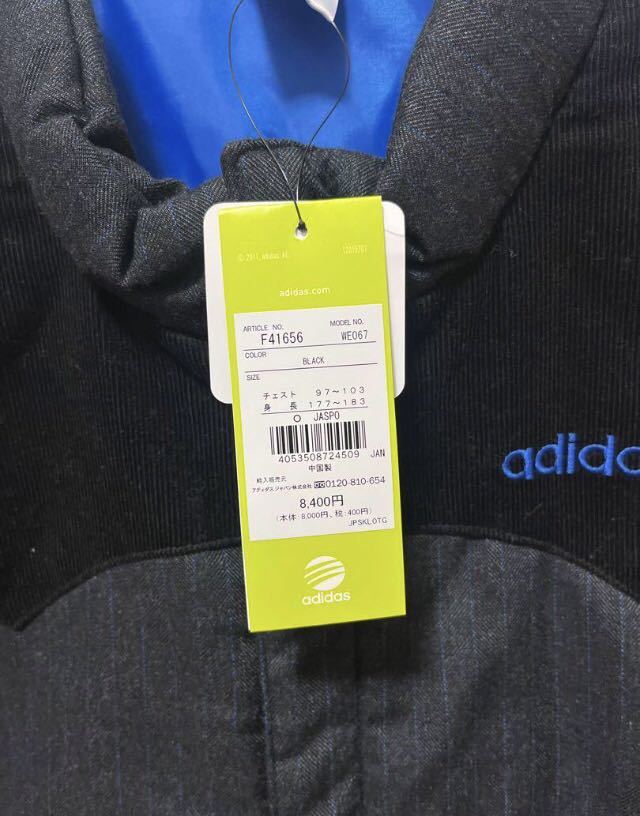 © 2011, adidas AG. 12015707
adidas.com
ARTICLE NO. MODEL NO.
F41656 WE067
COLOR
BLACK
SIZE
チェスト 97~103
身 長 177~183
O JASPO
4053508724509 JAN
中国製
輸入販売元
アディダス ジャパン株式会社 0120-810-654
8,400円
(本体:8,000円、税:400円)
JPSKLOTG
adidas
adida